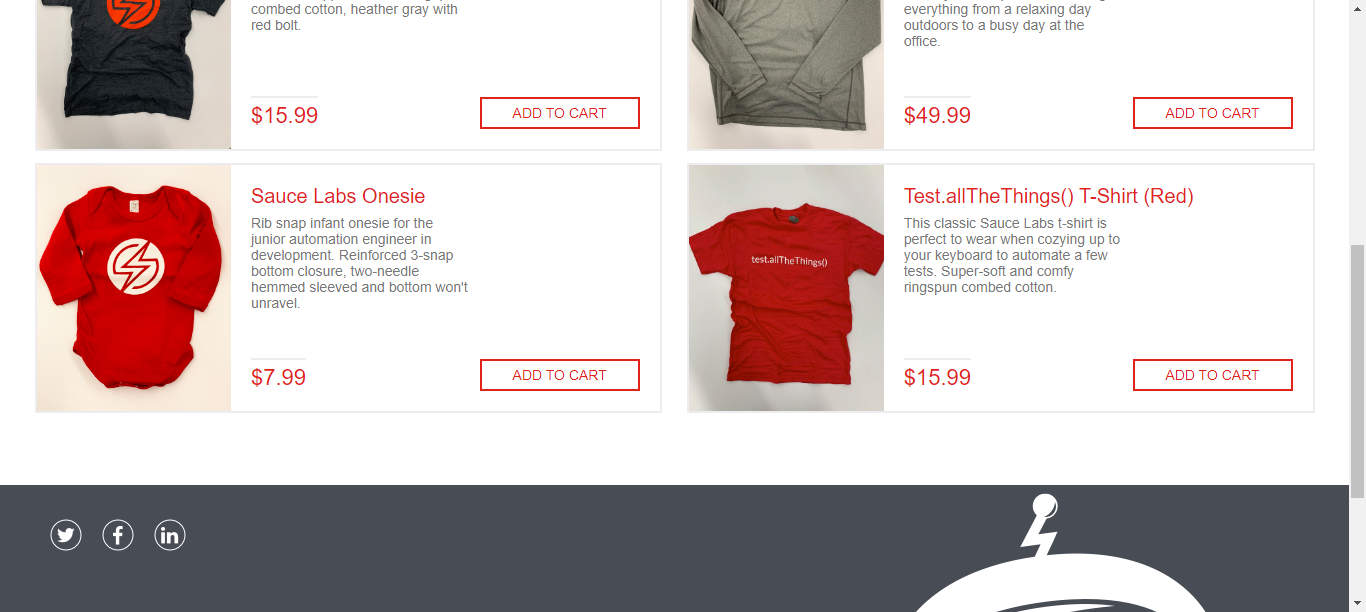 combed cotton, heather gray with
red bolt.
$15.99
ADD TO CART
everything from a relaxing day
outdoors to a busy day at the
office.
$49.99
ADD TO CART
Sauce Labs Onesie
Rib snap infant onesie for the
junior automation engineer in
development. Reinforced 3-snap
bottom closure, two-needle
hemmed sleeved and bottom won't
unravel.
$7.99
ADD TO CART
test.allTheThings()
Test.allTheThings() T-Shirt (Red)
This classic Sauce Labs t-shirt is
perfect to wear when cozying up to
your keyboard to automate a few
tests. Super-soft and comfy
ringspun combed cotton.
$15.99
ADD TO CART